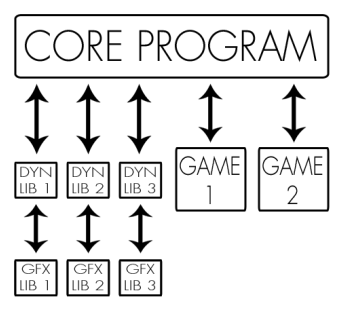 CORE PROGRAM
DYN
LIB 1
DYN
LIB 2
DYN
LIB 3
GAME
1
GAME
2
GFX
LIB 1
GFX
LIB 2
GFX
LIB 3